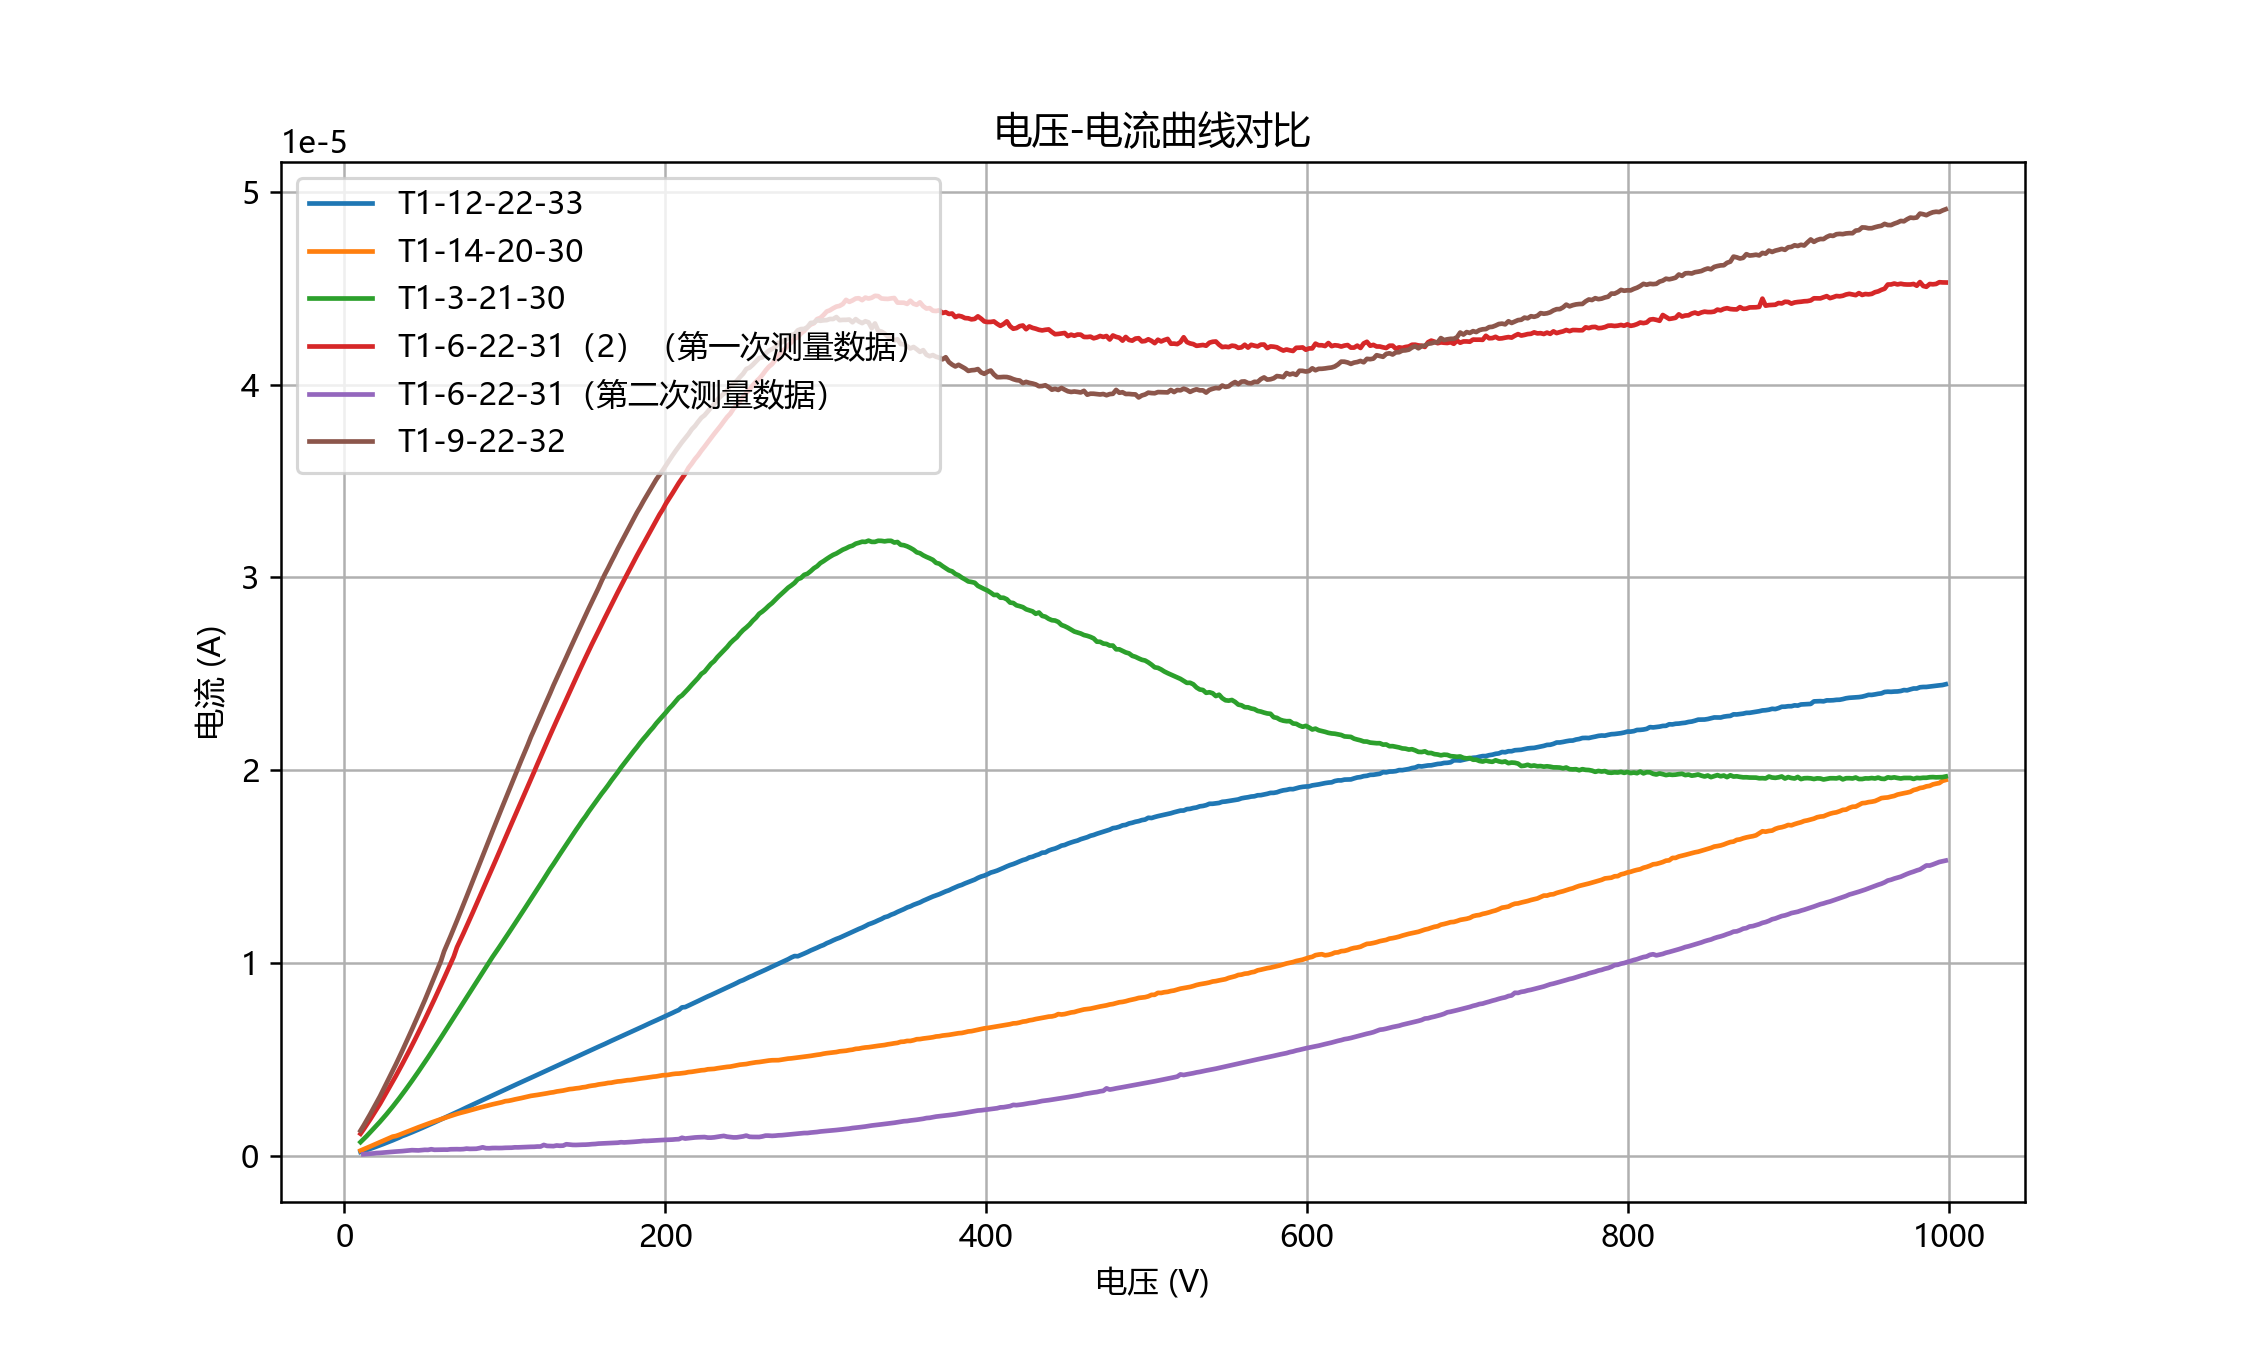 电压-电流曲线对比
1e-5
5
4
3
2
1
0
电流 (A)
T1-12-22-33
T1-14-20-30
T1-3-21-30
T1-6-22-31（2）（第一次测量数据）
T1-6-22-31（第二次测量数据）
T1-9-22-32
0 200 400 600 800 1000
电压 (V)